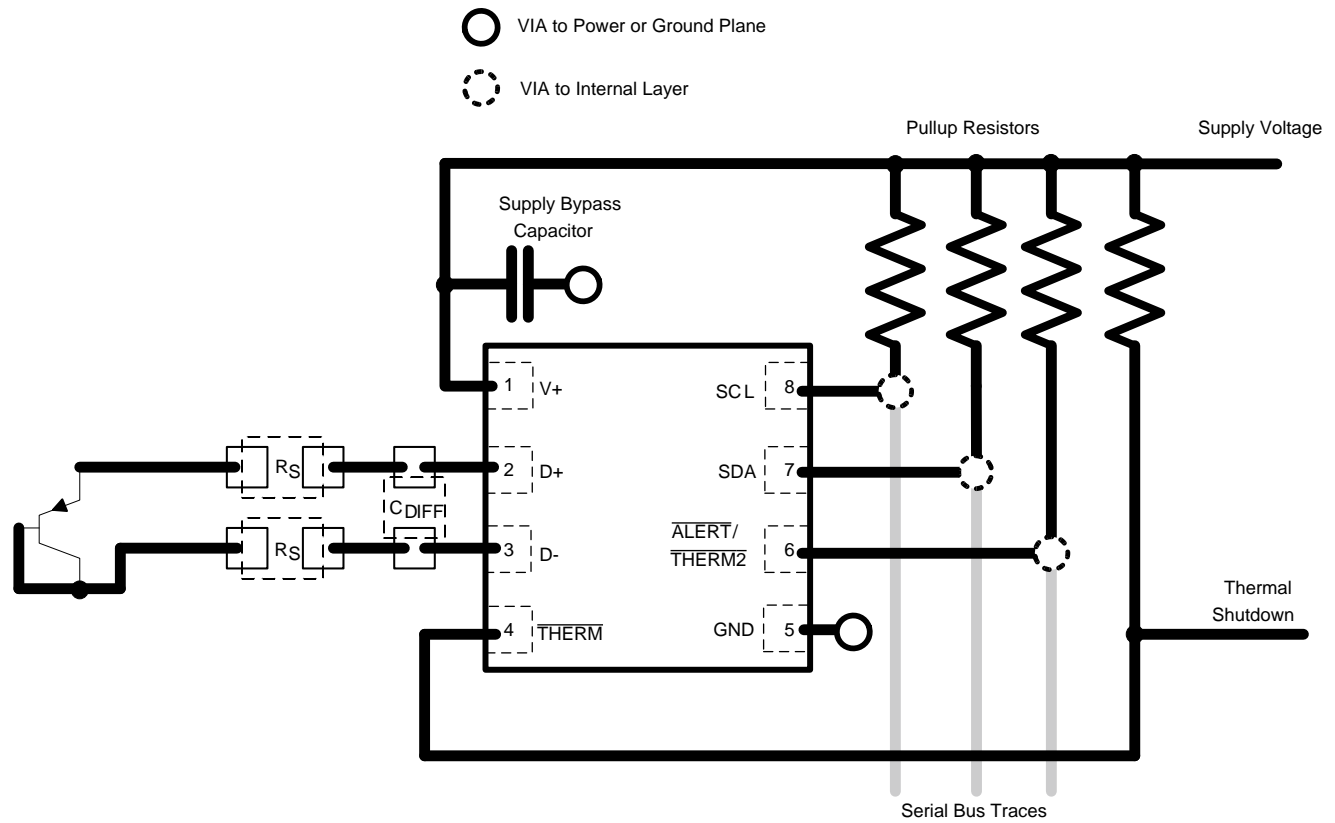 VIA to Power or Ground Plane
VIA to Internal Layer
Pullup Resistors
Supply Voltage
Supply Bypass
Capacitor
1
V+
SCL
8
RS
2
D+
SDA
7
CDIFF
RS
3
D-
ALERT/
THERM2
6
4
THERM
GND
5
Thermal
Shutdown
Serial Bus Traces